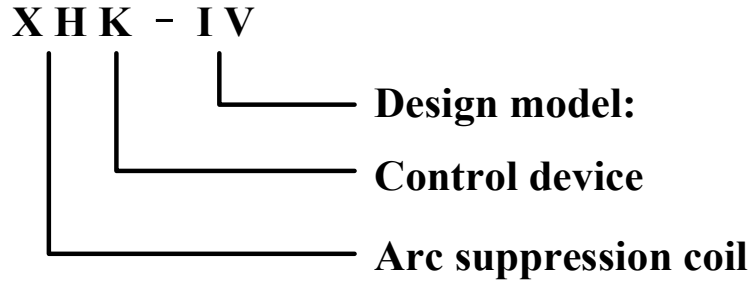 XHK - IV
Design model:
Control device
Arc suppression coil